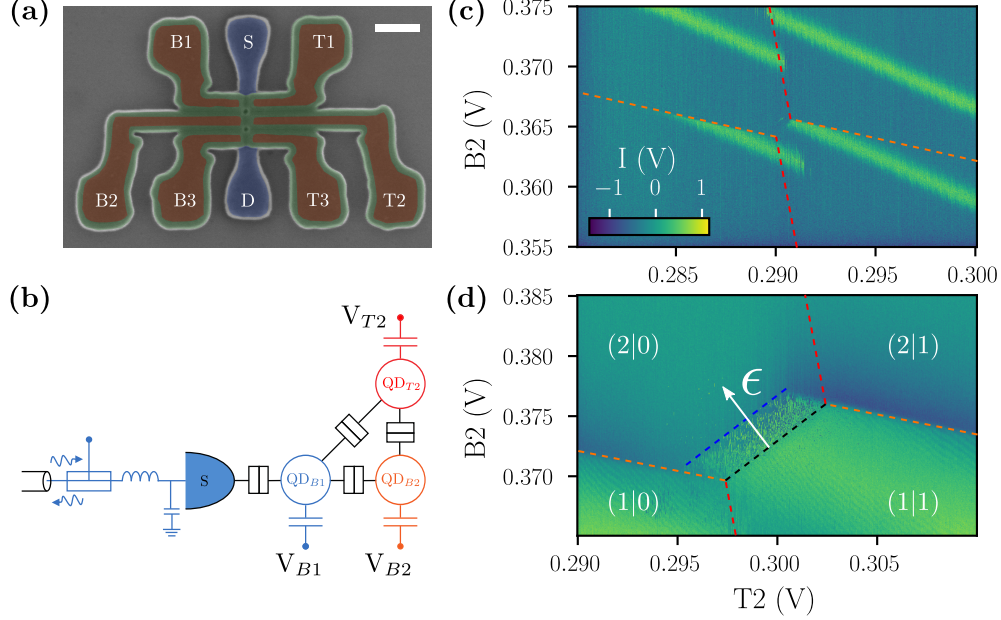 (a)
B1
S
T1
B2
B3
D
T3
T2
(b)
V_{T2}
QD_{T2}
S
QD_{B1}
QD_{B2}
V_{B1}
V_{B2}
(c)
0.375
0.370
0.365
0.360
0.355
B2 (V)
I (V)
−1 0 1
0.285 0.290 0.295 0.300
(d)
0.385
0.380
0.375
0.370
B2 (V)
(2|0)
(2|1)
ϵ
(1|0)
(1|1)
0.290 0.295 0.300 0.305
T2 (V)